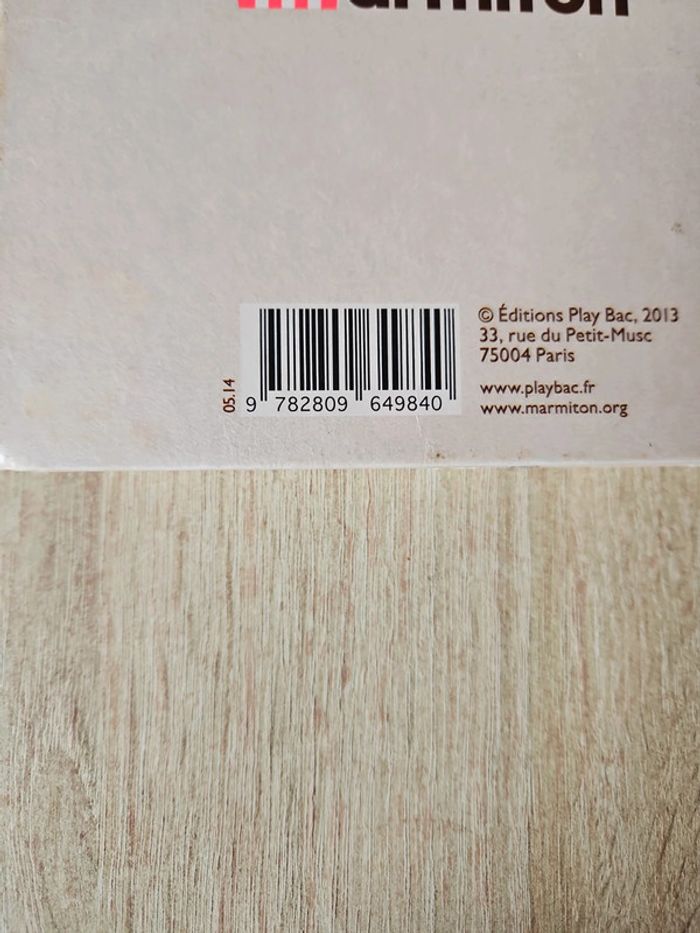 marmiton
© Éditions Play Bac, 2013
33, rue du Petit-Musc
75004 Paris
www.playbac.fr
www.marmiton.org
05.14
9 782809 649840